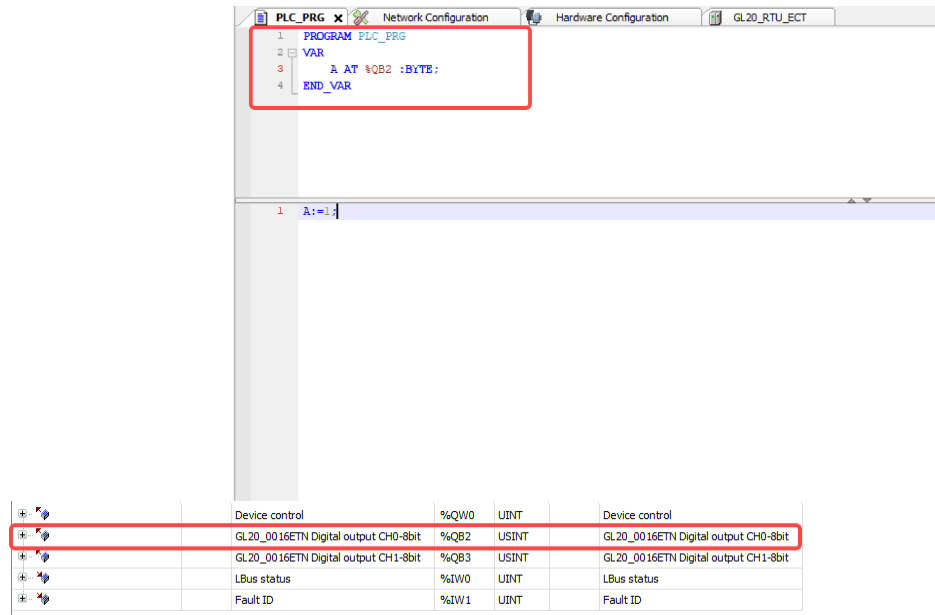 PLC_PRG Network Configuration Hardware Configuration GL20_RTU_ECT
1 PROGRAM PLC_PRG
2 VAR
3 A AT %QB2 :BYTE;
4 END_VAR
1 A:=1;
Device control %QW0 UINT Device control
GL20_0016ETN Digital output CH0-8bit %QB2 USINT GL20_0016ETN Digital output CH0-8bit
GL20_0016ETN Digital output CH1-8bit %QB3 USINT GL20_0016ETN Digital output CH1-8bit
LBus status %IW0 UINT LBus status
Fault ID %IW1 UINT Fault ID